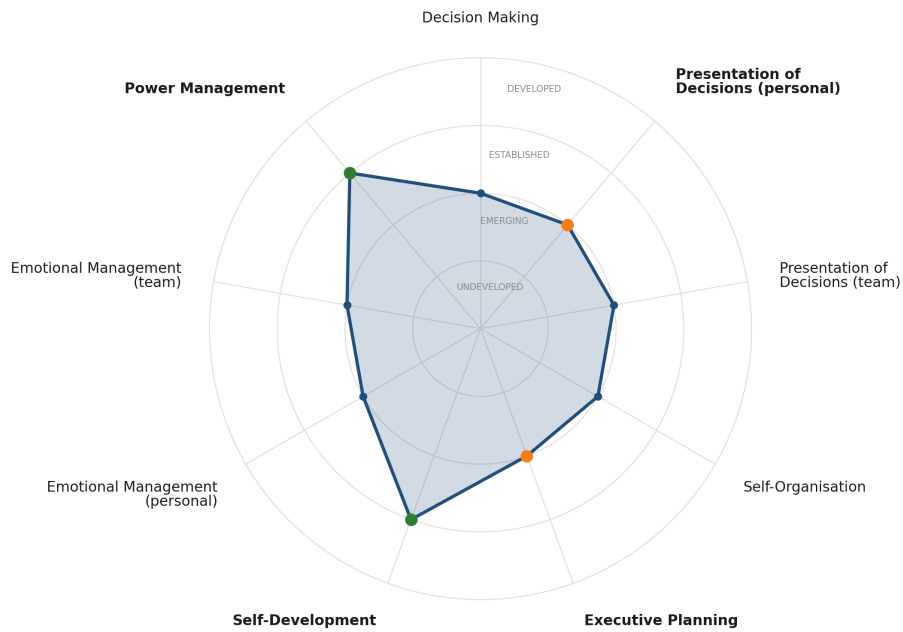 Decision Making
Power Management
Presentation of
Decisions (personal)
DEVELOPED
ESTABLISHED
EMERGING
UNDEVELOPED
Emotional Management
(team)
Presentation of
Decisions (team)
Emotional Management
(personal)
Self-Organisation
Self-Development
Executive Planning